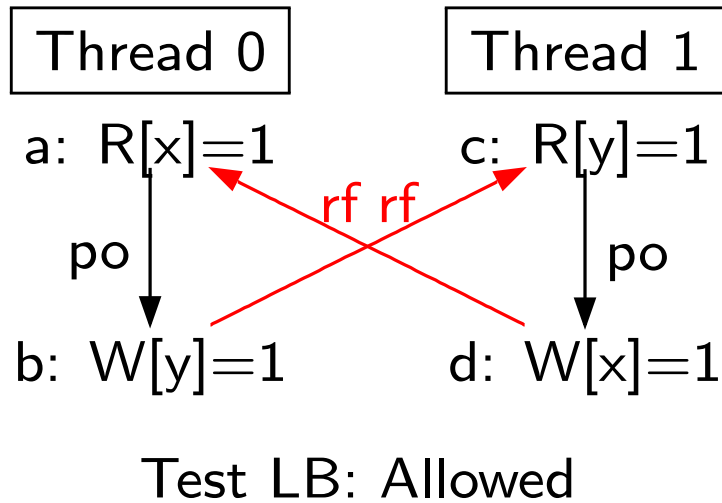 Thread 0 Thread 1
a: R[x]=1 c: R[y]=1
rf rf
po po
b: W[y]=1 d: W[x]=1
Test LB: Allowed